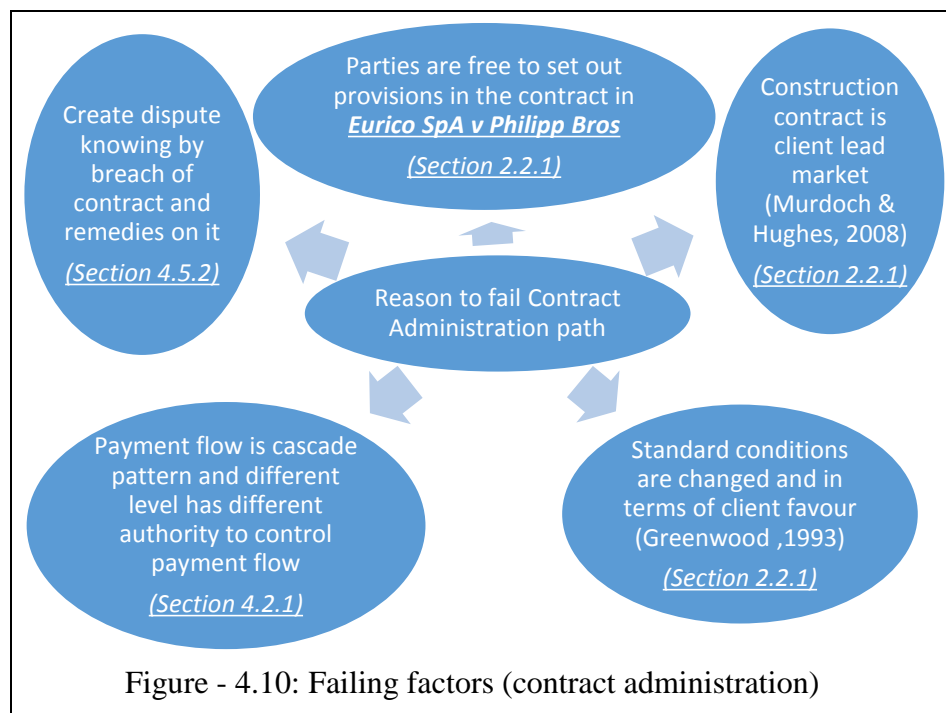 Parties are free to set out
provisions in the contract in
Eurico SpA v Philipp Bros
(Section 2.2.1)
Create dispute
knowing by
breach of
contract and
remedies on it
(Section 4.5.2)
Construction
contract is
client lead
market
(Murdoch &
Hughes, 2008)
(Section 2.2.1)
Reason to fail Contract
Administration path
Payment flow is cascade
pattern and different
level has different
authority to control
payment flow
(Section 4.2.1)
Standard conditions
are changed and in
terms of client favour
(Greenwood ,1993)
(Section 2.2.1)
Figure - 4.10: Failing factors (contract administration)